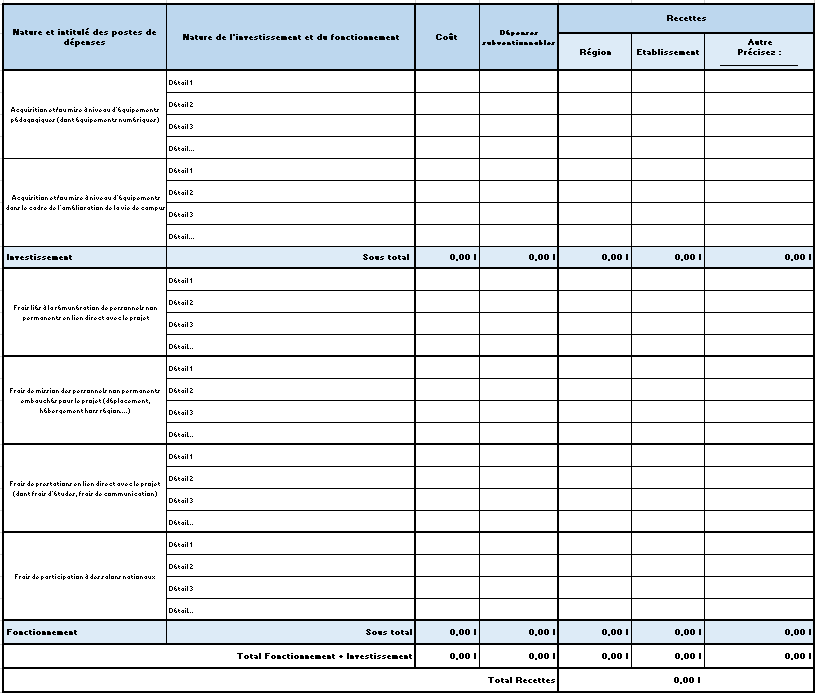 Recettes
Nature et intitulé des postes de
dépenses
Nature de l'investissement et du fonctionnement
Coût
Dépenses
subventionnables
Région
Etablissement
Autre
Précisez :
Acquisition et/ou mise à niveau d'équipements
pédagogiques (dont équipements numériques)
Détail 1
Détail 2
Détail 3
Détail...
Acquisition et/ou mise à niveau d'équipements
dans le cadre de l'amélioration de la vie de campus
Détail 1
Détail 2
Détail 3
Détail...
Investissement Sous total 0,00 l 0,00 l 0,00 l 0,00 l 0,00 l
Frais liés à la rémunération de personnels non
permanents en lien direct avec le projet
Détail 1
Détail 2
Détail 3
Détail...
Frais de mission des personnels non permanents
embauchés pour le projet (déplacement,
hébergement hors région...)
Détail 1
Détail 2
Détail 3
Détail...
Frais de prestations en lien direct avec le projet
(dont frais d'études, frais de communication)
Détail 1
Détail 2
Détail 3
Détail...
Frais de participation à des salons nationaux
Détail 1
Détail 2
Détail 3
Détail...
Fonctionnement Sous total 0,00 l 0,00 l 0,00 l 0,00 l 0,00 l
Total Fonctionnement + Investissement 0,00 l 0,00 l 0,00 l 0,00 l 0,00 l
Total Recettes 0,00 l